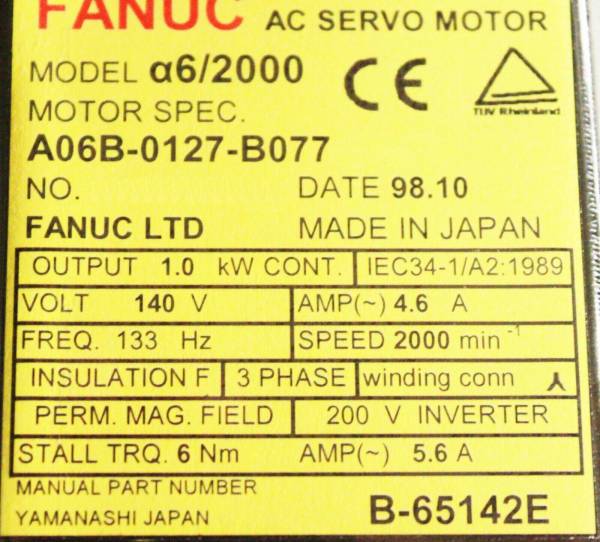 FANUC AC SERVO MOTOR
MODEL α6/2000
CE
TUV Rheinland
MOTOR SPEC.
A06B-0127-B077
NO. DATE 98.10
FANUC LTD MADE IN JAPAN
OUTPUT 1.0 kW CONT. IEC34-1/A2:1989
VOLT 140 V AMP(~) 4.6 A
FREQ. 133 Hz SPEED 2000 min⁻¹
INSULATION F 3 PHASE winding conn
PERM. MAG. FIELD 200 V INVERTER
STALL TRQ. 6 Nm AMP(~) 5.6 A
MANUAL PART NUMBER
YAMANASHI JAPAN B-65142E